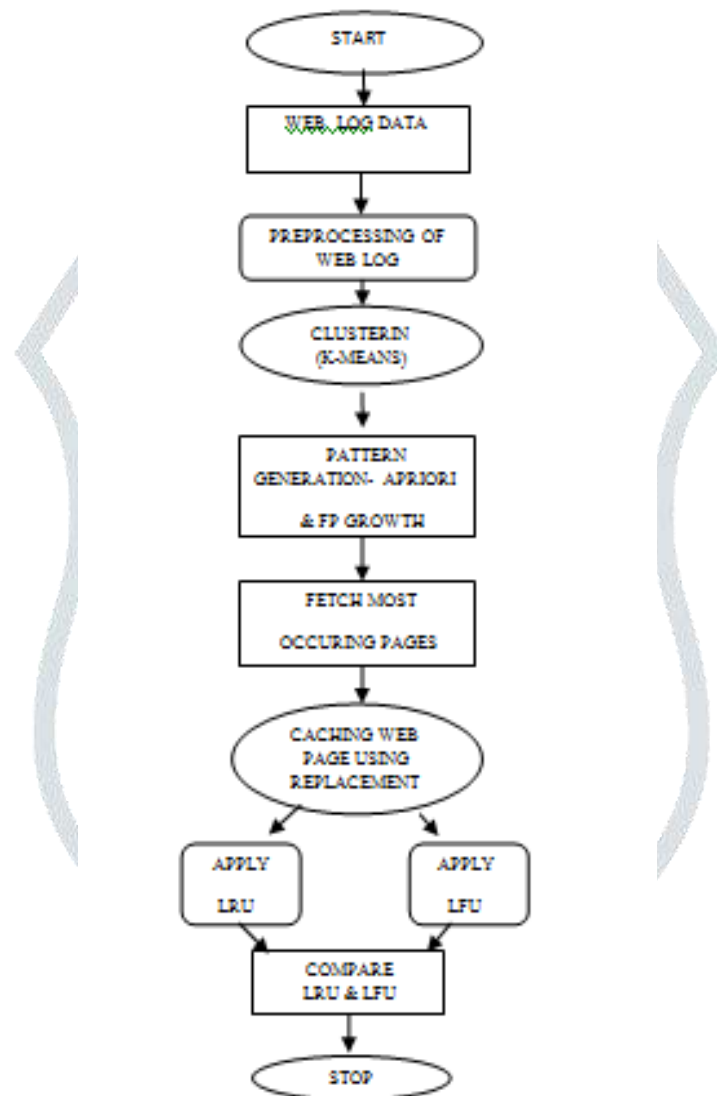 START
WEB LOG DATA
PREPROCESSING OF
WEB LOG
CLUSTERIN
(K-MEANS)
PATTERN
GENERATION- APRIORI
& FP GROWTH
FETCH MOST
OCCURING PAGES
CACHING WEB
PAGE USING
REPLACEMENT
APPLY
LRU
APPLY
LFU
COMPARE
LRU & LFU
STOP